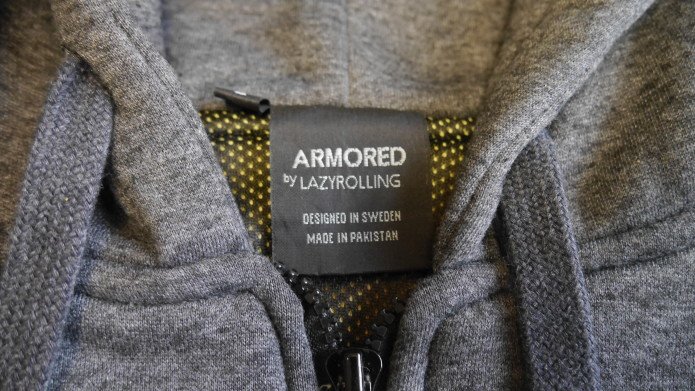 ARMORED
by LAZYROLLING
DESIGNED IN SWEDEN
MADE IN PAKISTAN